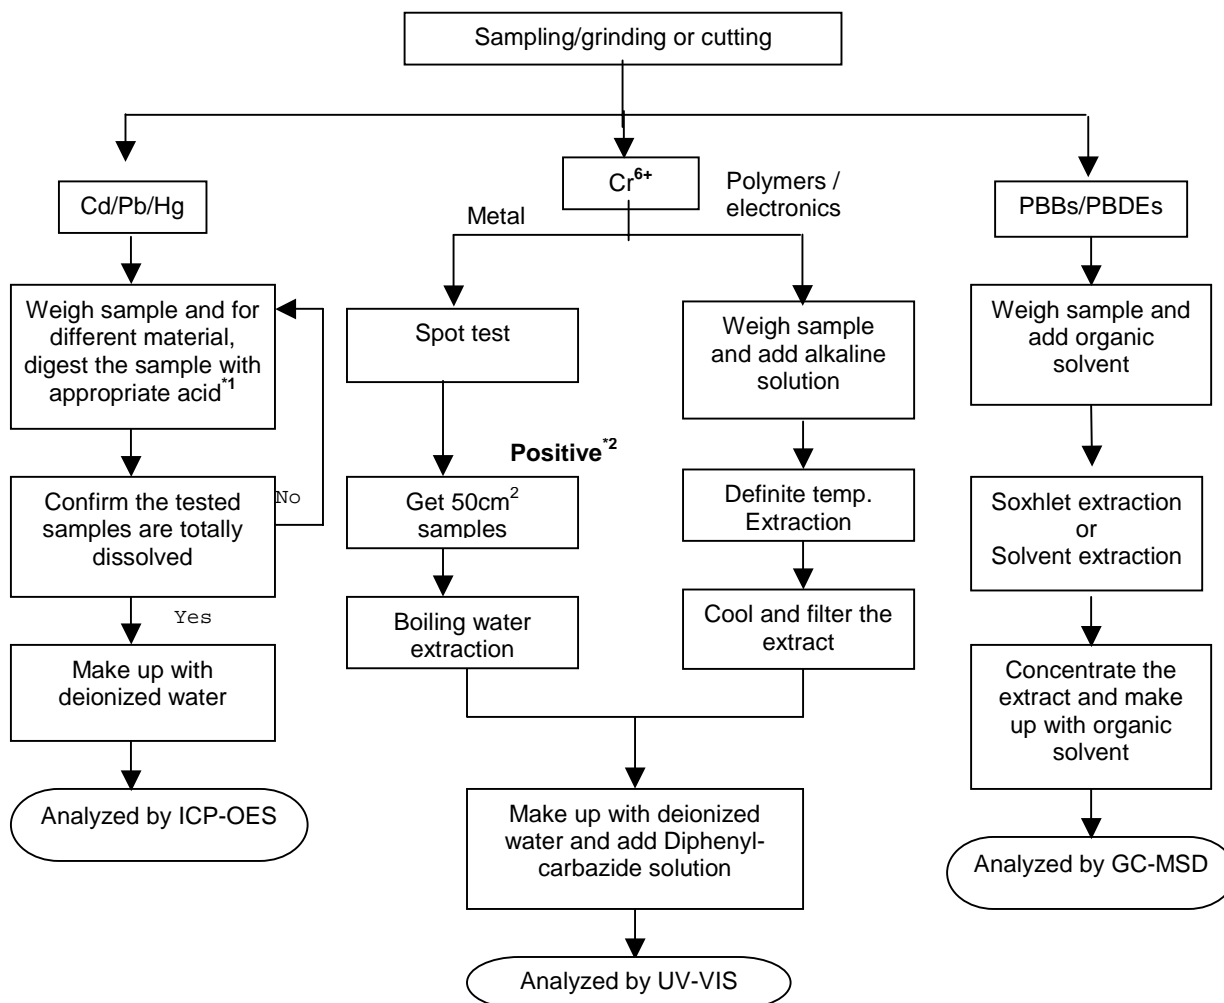 Sampling/grinding or cutting
Cd/Pb/Hg
Weigh sample and for
different material,
digest the sample with
appropriate acid*1
Confirm the tested
samples are totally
dissolved
No
Yes
Make up with
deionized water
Analyzed by ICP-OES
Cr6+
Metal
Polymers /
electronics
Spot test
Positive*2
Get 50cm2
samples
Boiling water
extraction
Weigh sample
and add alkaline
solution
Definite temp.
Extraction
Cool and filter the
extract
Make up with deionized
water and add Diphenyl-
carbazide solution
Analyzed by UV-VIS
PBBs/PBDEs
Weigh sample and
add organic
solvent
Soxhlet extraction
or
Solvent extraction
Concentrate the
extract and make
up with organic
solvent
Analyzed by GC-MSD